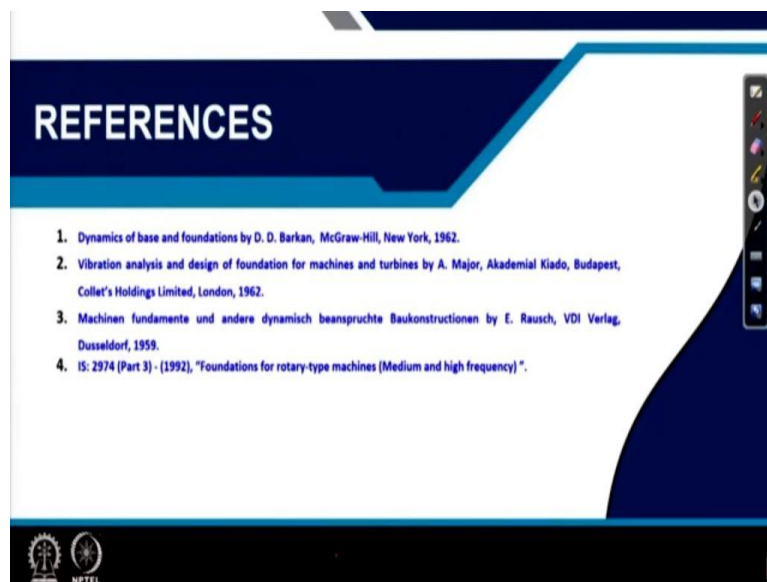 REFERENCES
1. Dynamics of base and foundations by D. D. Barkan, McGraw-Hill, New York, 1962.
2. Vibration analysis and design of foundation for machines and turbines by A. Major, Akademial Kiado, Budapest,
Collet's Holdings Limited, London, 1962.
3. Machinen fundamente und andere dynamisch beanspruchte Baukonstructionen by E. Rausch, VDI Verlag,
Dusseldorf, 1959.
4. IS: 2974 (Part 3) - (1992), "Foundations for rotary-type machines (Medium and high frequency) ".
NPTEL